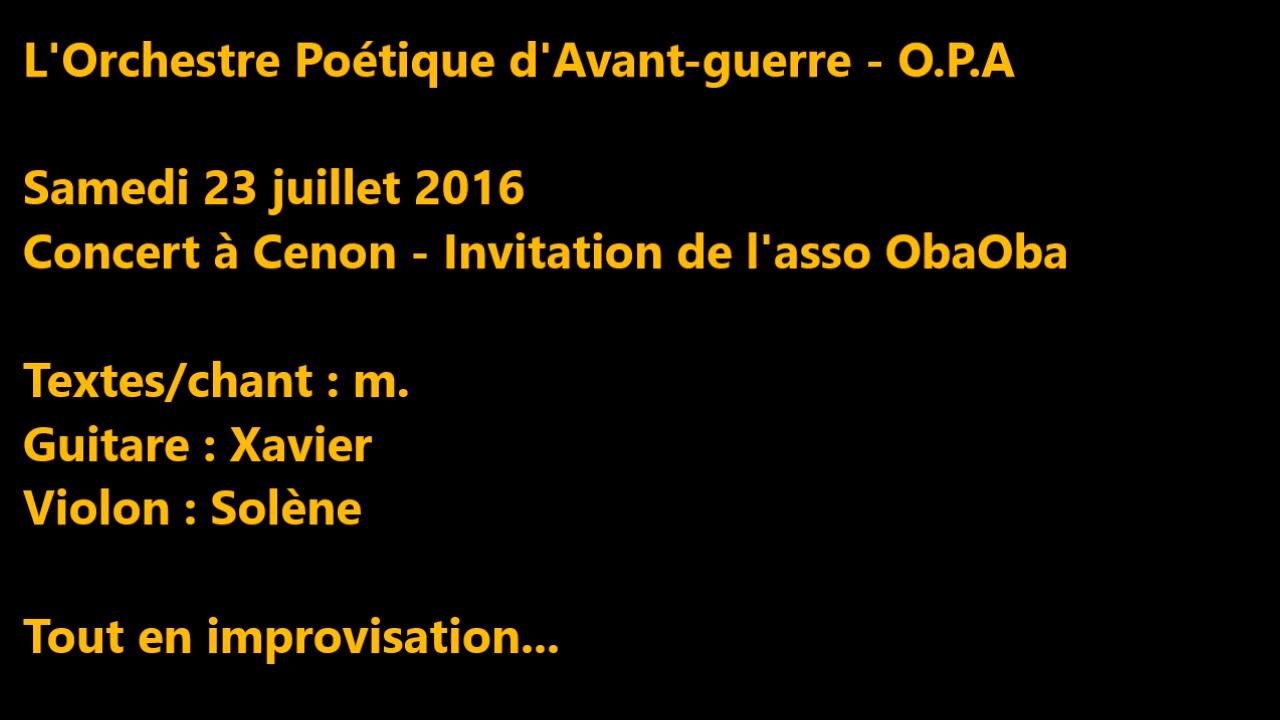 L'Orchestre Poétique d'Avant-guerre - O.P.A
Samedi 23 juillet 2016
Concert à Cenon - Invitation de l'asso ObaOba
Textes/chant : m.
Guitare : Xavier
Violon : Solène
Tout en improvisation...